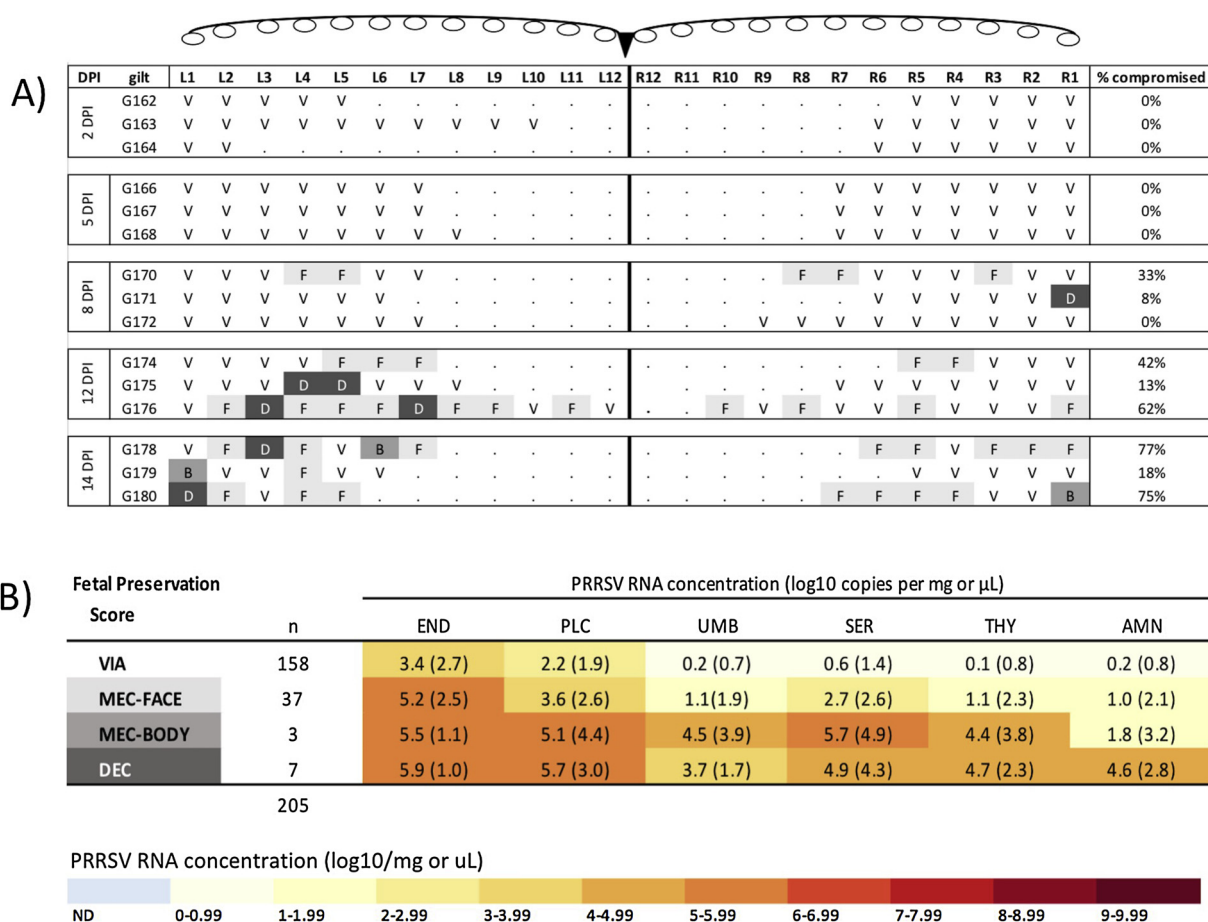 A)
DPI gilt L1 L2 L3 L4 L5 L6 L7 L8 L9 L10 L11 L12 R12 R11 R10 R9 R8 R7 R6 R5 R4 R3 R2 R1 % compromised
2 DPI
G162 V V V V V . . . . . . . . . . . . . . V V V V V 0%
G163 V V V V V V V V V V . . . . . . . . V V V V V V 0%
G164 V V . . . . . . . . . . . . . . . . V V V V V V 0%
5 DPI
G166 V V V V V V V . . . . . . . . . . V V V V V V V 0%
G167 V V V V V V V . . . . . . . . . . V V V V V V V 0%
G168 V V V V V V V V . . . . . . . . . V V V V V V V 0%
8 DPI
G170 V V V F F V V . . . . . . . . . F F V V V F V V 33%
G171 V V V V V V . . . . . . . . . . . . V V V V V D 8%
G172 V V V V V V V . . . . . . . . V V V V V V V V V 0%
12 DPI
G174 V V V V F F F . . . . . . . . . . . . F F V V V 42%
G175 V V V D D V V V . . . . . . . . . V V V V V V V 13%
G176 V F D F F F D F F V F V . . F V F V V F V V V F 62%
14 DPI
G178 V F D F V B F . . . . . . . . . . . F F V F F F 77%
G179 B V V F V V . . . . . . . . . . . . . V V V V V 18%
G180 D F V F F . . . . . . . . . . . . F F F F V V B 75%
B)
Fetal Preservation Score n PRRSV RNA concentration (log10 copies per mg or µL)
END PLC UMB SER THY AMN
VIA 158 3.4 (2.7) 2.2 (1.9) 0.2 (0.7) 0.6 (1.4) 0.1 (0.8) 0.2 (0.8)
MEC-FACE 37 5.2 (2.5) 3.6 (2.6) 1.1(1.9) 2.7 (2.6) 1.1 (2.3) 1.0 (2.1)
MEC-BODY 3 5.5 (1.1) 5.1 (4.4) 4.5 (3.9) 5.7 (4.9) 4.4 (3.8) 1.8 (3.2)
DEC 7 5.9 (1.0) 5.7 (3.0) 3.7 (1.7) 4.9 (4.3) 4.7 (2.3) 4.6 (2.8)
205
PRRSV RNA concentration (log10/mg or uL)
ND 0-0.99 1-1.99 2-2.99 3-3.99 4-4.99 5-5.99 6-6.99 7-7.99 8-8.99 9-9.99